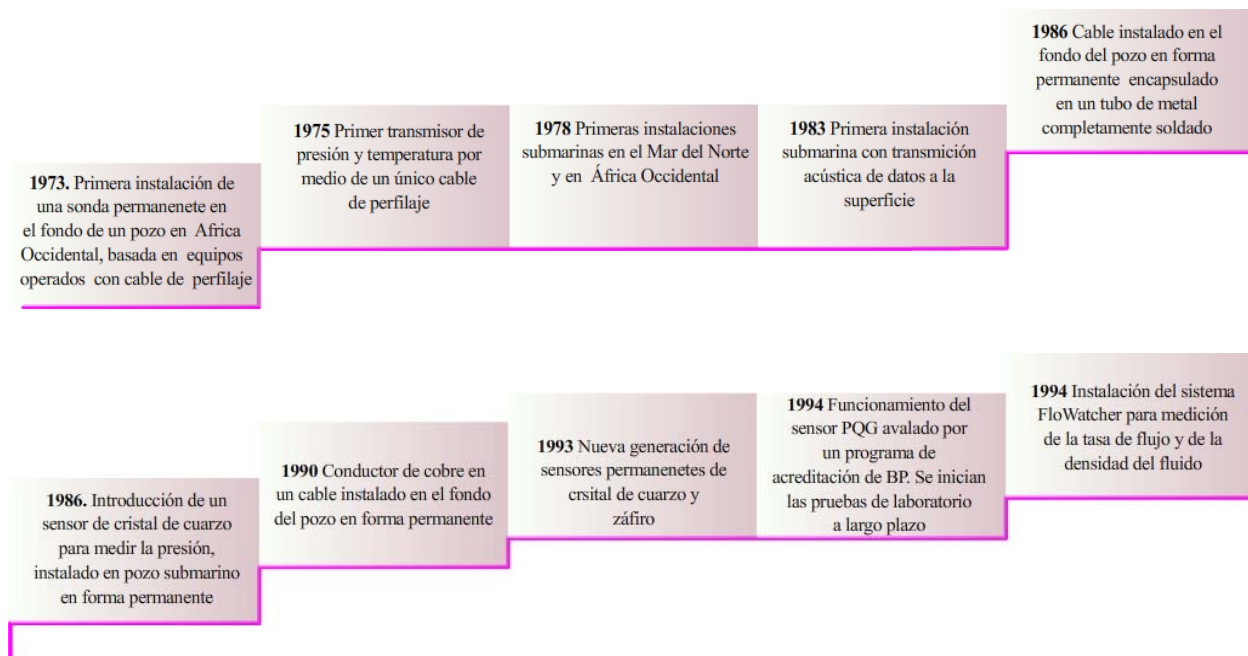 1973. Primera instalación de
una sonda permanenete en
el fondo de un pozo en Africa
Occidental, basada en equipos
operados con cable de perfilaje
1975 Primer transmisor de
presión y temperatura por
medio de un único cable
de perfilaje
1978 Primeras instalaciones
submarinas en el Mar del Norte
y en África Occidental
1983 Primera instalación
submarina con transmición
acústica de datos a la
superficie
1986 Cable instalado en el
fondo del pozo en forma
permanente encapsulado
en un tubo de metal
completamente soldado
1986. Introducción de un
sensor de cristal de cuarzo
para medir la presión,
instalado en pozo submarino
en forma permanente
1990 Conductor de cobre en
un cable instalado en el fondo
del pozo en forma permanente
1993 Nueva generación de
sensores permanenetes de
crsital de cuarzo y
záfiro
1994 Funcionamiento del
sensor PQG avalado por
un programa de
acreditación de BP. Se inician
las pruebas de laboratorio
a largo plazo
1994 Instalación del sistema
FloWatcher para medición
de la tasa de flujo y de la
densidad del fluido